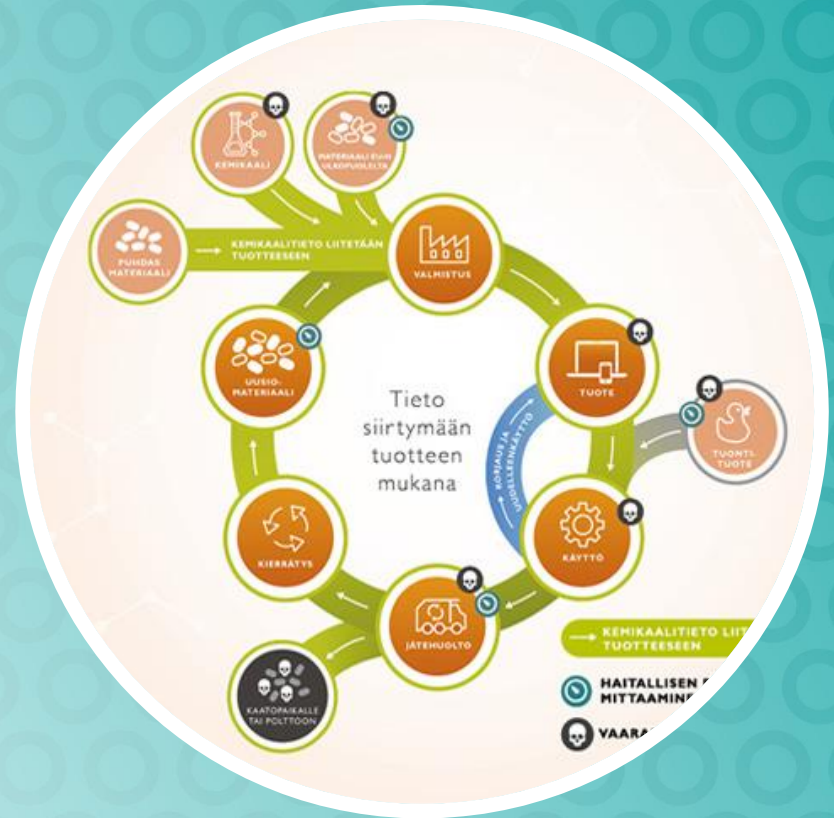 KEMIKAALI
MATERIAALI EU:N
ULKOPUOLELTA
PUHDAS
MATERIAALI
KEMIKAALITIETO LIITETÄÄN
TUOTTEESEEN
VALMISTUS
UUSIO-
MATERIAALI
TUOTE
Tieto
siirtymään
tuotteen
mukana
KORJAUS JA
UUDELLEENKÄYTTÖ
TUONTI-
TUOTE
KIERRÄTYS
KÄYTTÖ
JÄTEHUOLTO
KAATOPAIKALLE
TAI POLTTOON
KEMIKAALITIETO LIIT
TUOTTEESEEN
HAITALLISEN
MITTAAMINE
VAARA